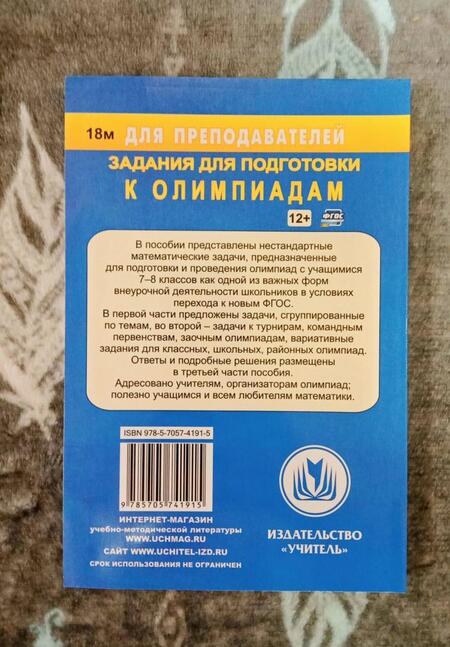 18м ДЛЯ ПРЕПОДАВАТЕЛЕЙ
ЗАДАНИЯ ДЛЯ ПОДГОТОВКИ
К ОЛИМПИАДАМ
12+ ФГОС
В пособии представлены нестандартные
математические задачи, предназначенные
для подготовки и проведения олимпиад с учащимися
7–8 классов как одной из важных форм
внеурочной деятельности школьников в условиях
перехода к новым ФГОС.
В первой части предложены задачи, сгруппированные
по темам, во второй – задачи к турнирам, командным
первенствам, заочным олимпиадам, вариативные
задания для классных, школьных, районных олимпиад.
Ответы и подробные решения размещены
в третьей части пособия.
Адресовано учителям, организаторам олимпиад;
полезно учащимся и всем любителям математики.
ISBN 978-5-7057-4191-5
9 785705 741915
ИНТЕРНЕТ-МАГАЗИН
учебно-методической литературы
WWW.UCHMAG.RU
САЙТ WWW.UCHITEL-IZD.RU
СРОК ИСПОЛЬЗОВАНИЯ НЕ ОГРАНИЧЕН
ИЗДАТЕЛЬСТВО
«УЧИТЕЛЬ»